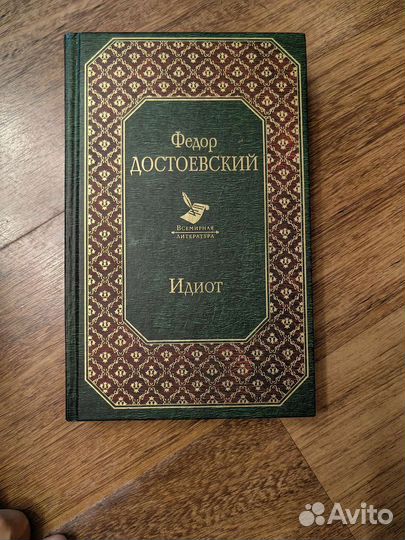 Федор
ДОСТОЕВСКИЙ
Всемирная
литература
Идиот
Avito